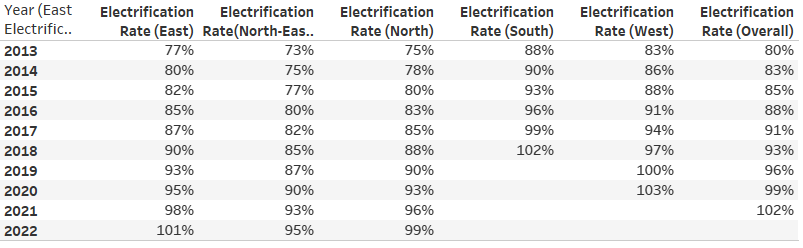 Year (East Electrification Electrification Electrification Electrification Electrification Electrification
Electrific.. Rate (East) Rate(North-Eas.. Rate (North) Rate (South) Rate (West) Rate (Overall)
2013 77% 73% 75% 88% 83% 80%
2014 80% 75% 78% 90% 86% 83%
2015 82% 77% 80% 93% 88% 85%
2016 85% 80% 83% 96% 91% 88%
2017 87% 82% 85% 99% 94% 91%
2018 90% 85% 88% 102% 97% 93%
2019 93% 87% 90% 100% 96%
2020 95% 90% 93% 103% 99%
2021 98% 93% 96% 102%
2022 101% 95% 99%